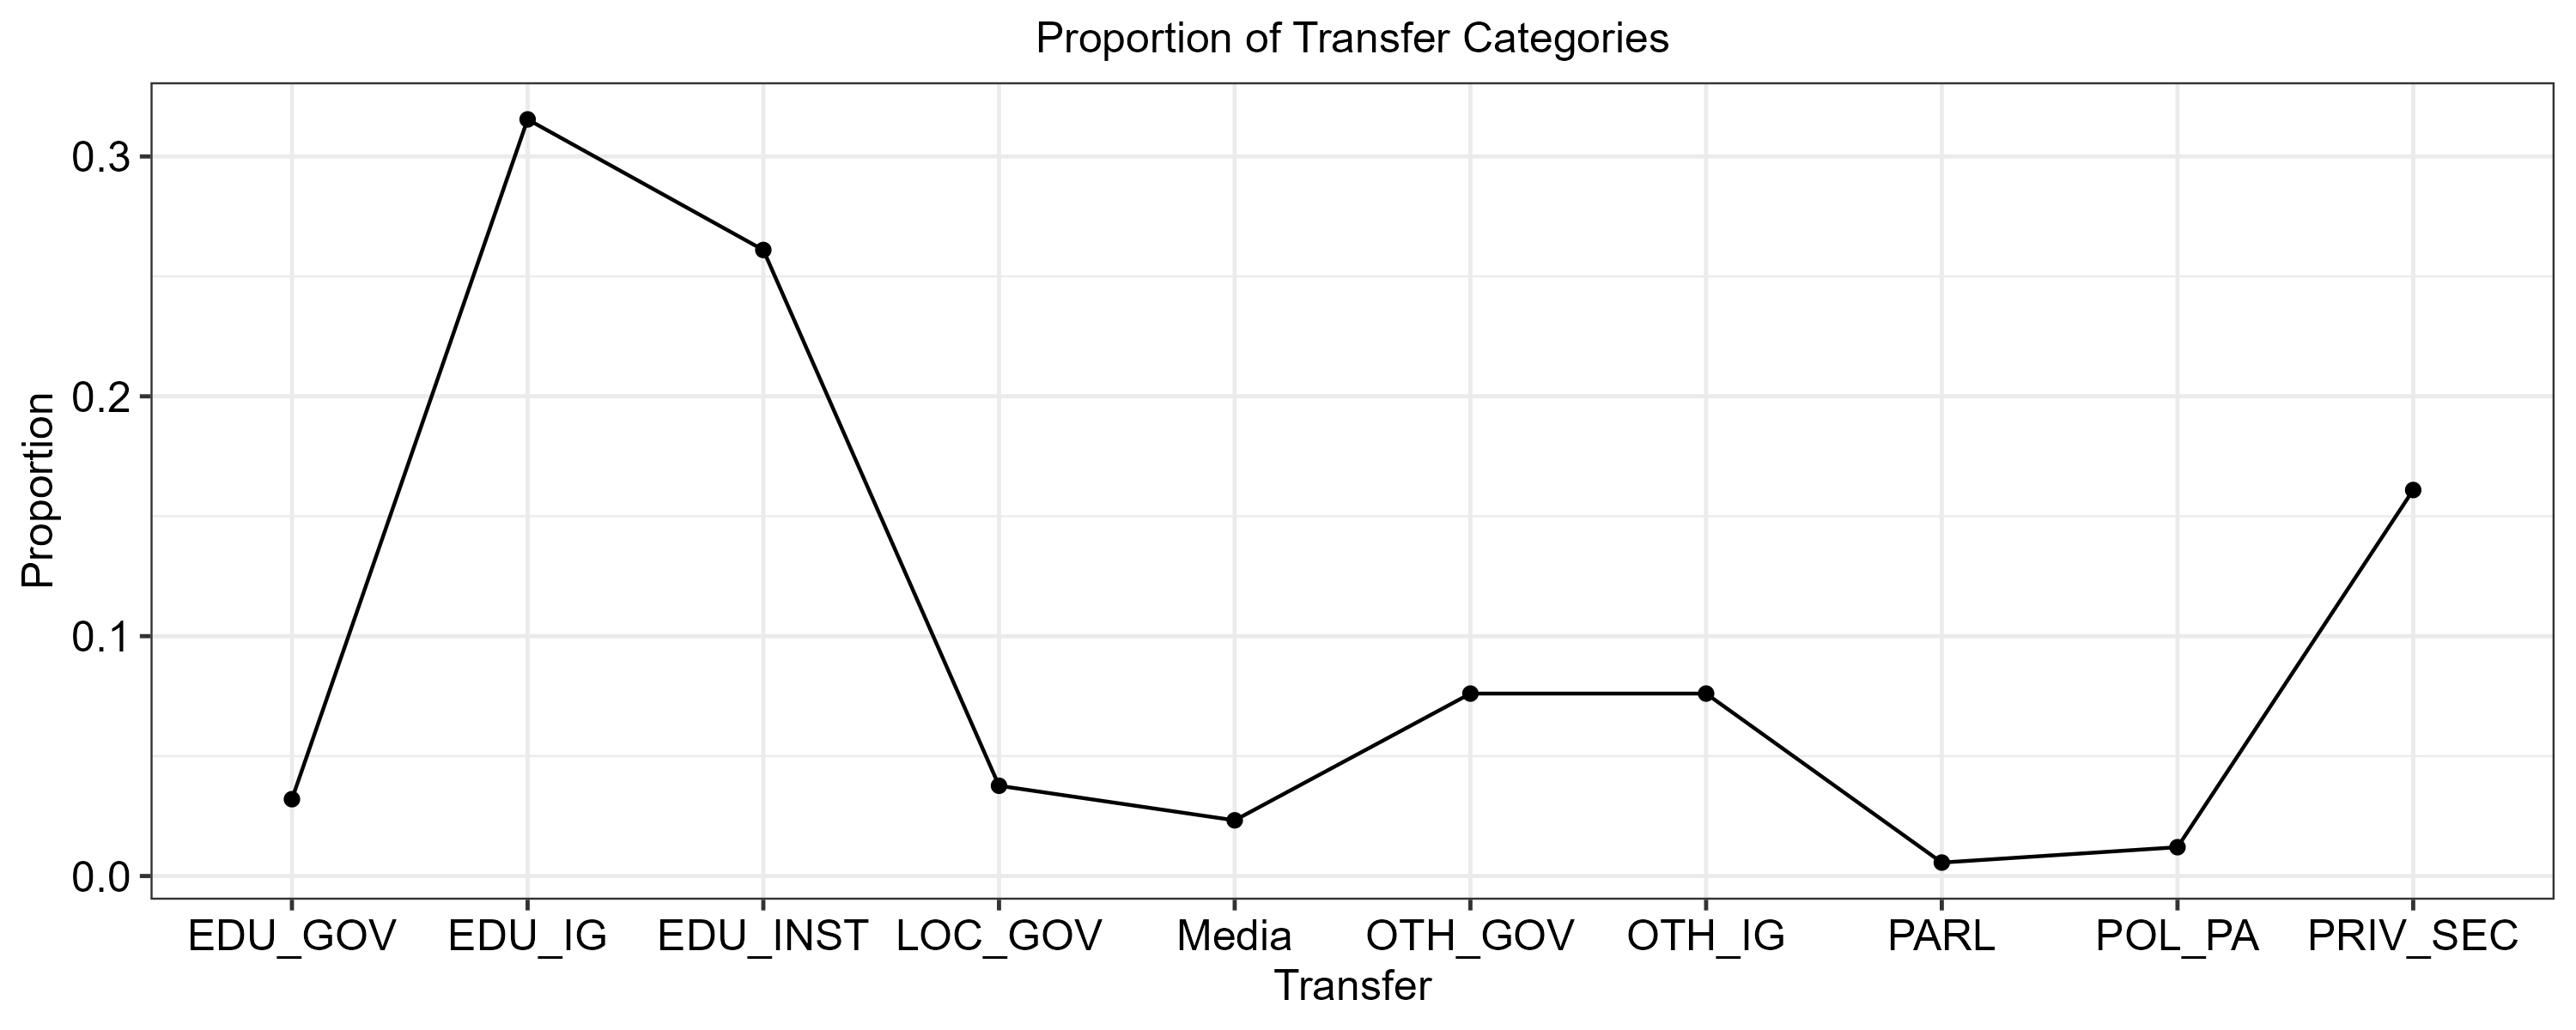 Proportion of Transfer Categories
Proportion
0.3
0.2
0.1
0.0
EDU_GOV EDU_IG EDU_INST LOC_GOV Media OTH_GOV OTH_IG PARL POL_PA PRIV_SEC
Transfer